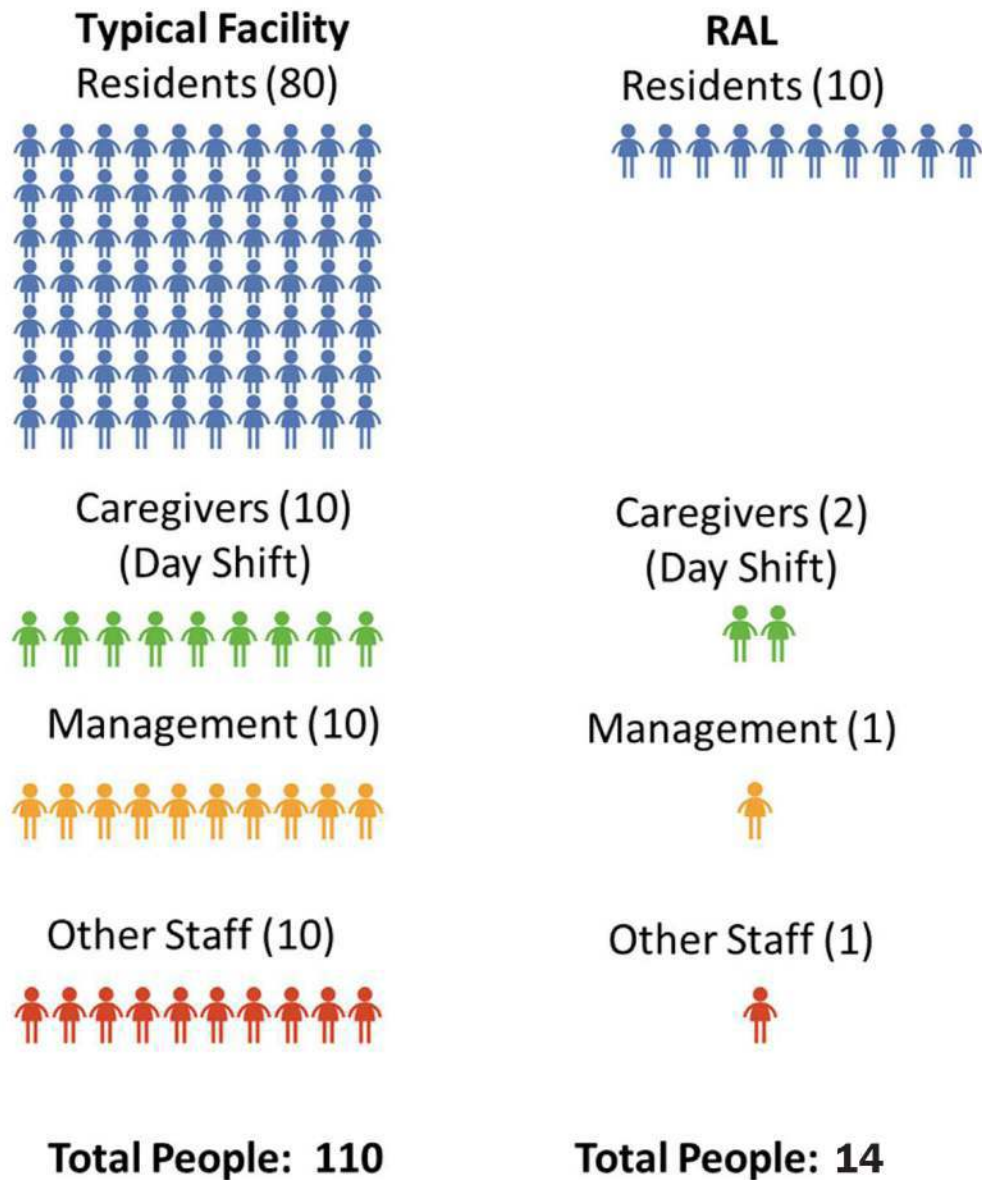 Typical Facility
Residents (80)
Caregivers (10)
(Day Shift)
Management (10)
Other Staff (10)
Total People: 110
RAL
Residents (10)
Caregivers (2)
(Day Shift)
Management (1)
Other Staff (1)
Total People: 14